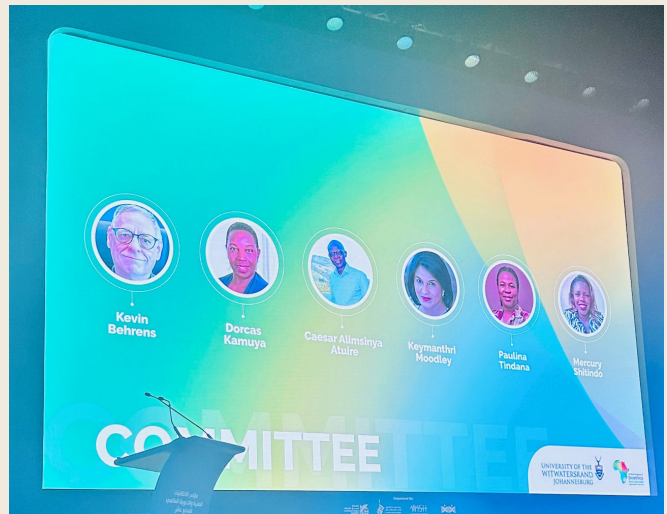 Kevin
Behrens
Dorcas
Kamuya
Caesar Alimsinya
Atuire
Keymanthri
Moodley
Paulina
Tindana
Mercury
Shitindo
COMMITTEE
UNIVERSITY OF THE
WITWATERSRAND
JOHANNESBURG